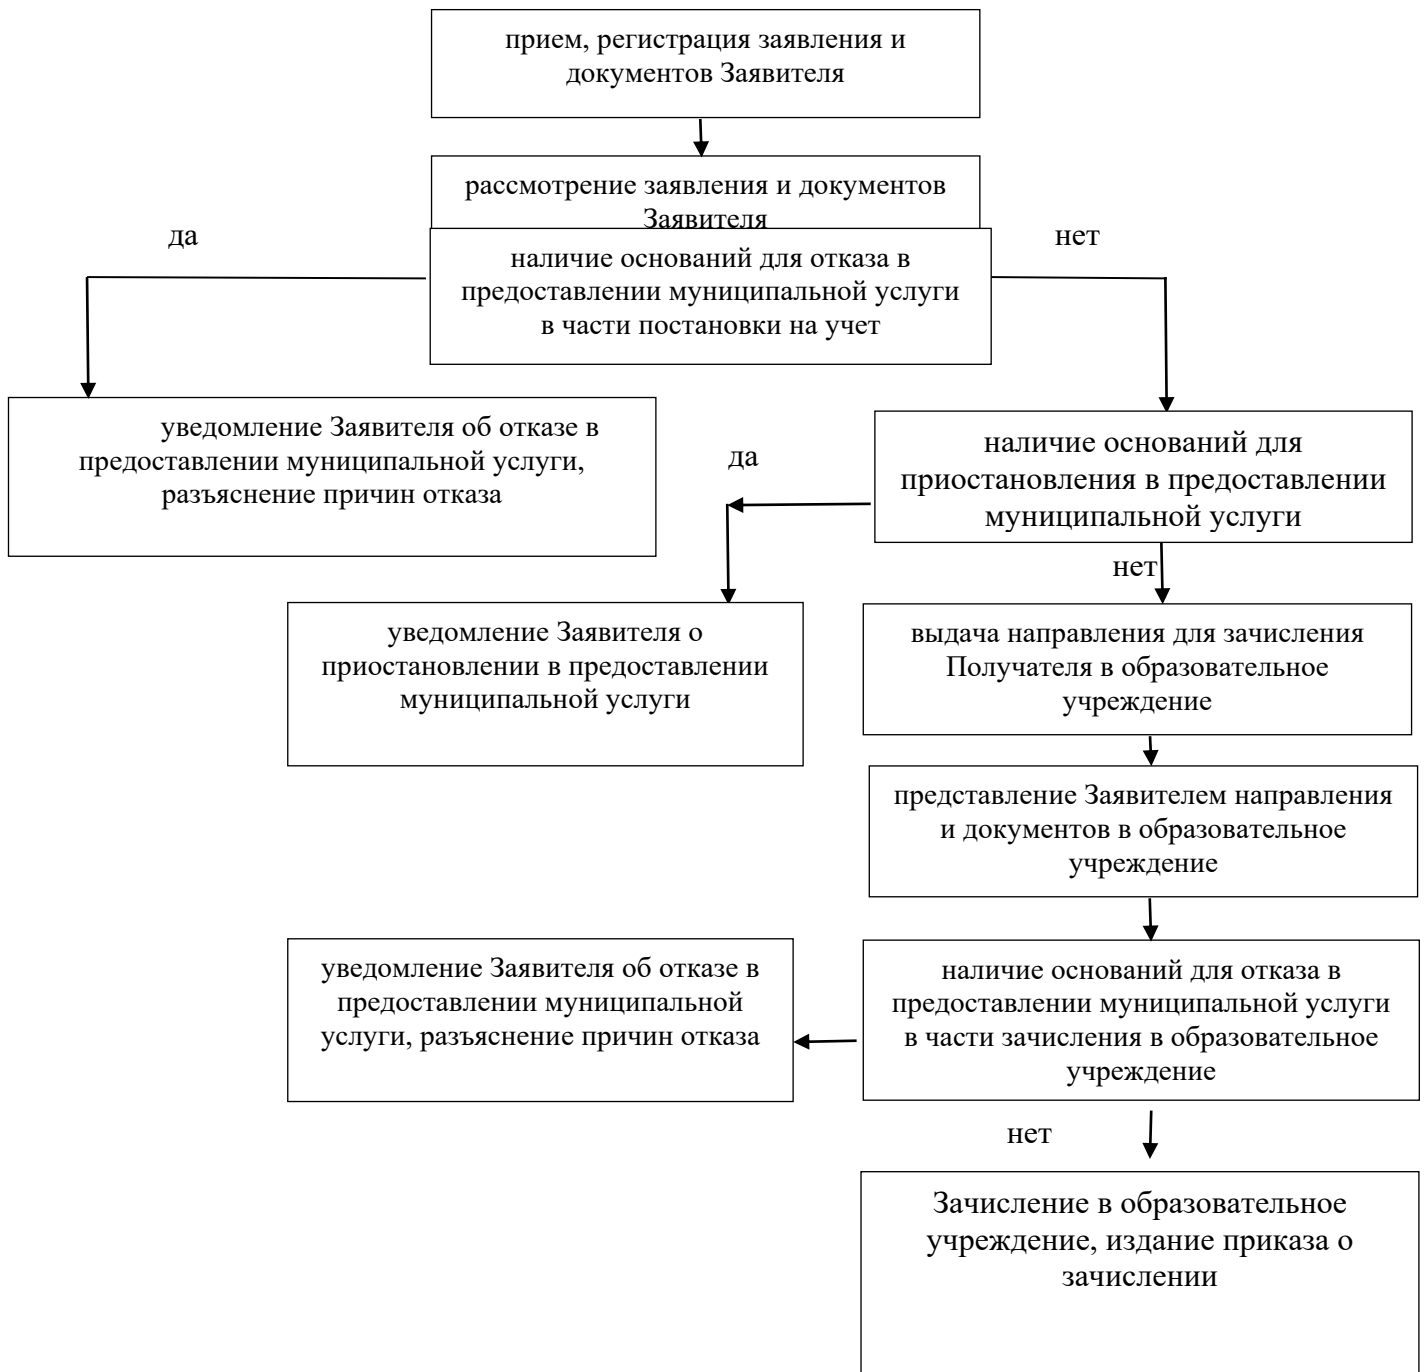 прием, регистрация заявления и
документов Заявителя
рассмотрение заявления и документов
Заявителя
да
нет
наличие оснований для отказа в
предоставлении муниципальной услуги
в части постановки на учет
уведомление Заявителя об отказе в
предоставлении муниципальной услуги,
разъяснение причин отказа
наличие оснований для
приостановления в предоставлении
муниципальной услуги
да
нет
уведомление Заявителя о
приостановлении в предоставлении
муниципальной услуги
выдача направления для зачисления
Получателя в образовательное
учреждение
представление Заявителем направления
и документов в образовательное
учреждение
уведомление Заявителя об отказе в
предоставлении муниципальной
услуги, разъяснение причин отказа
наличие оснований для отказа в
предоставлении муниципальной услуги
в части зачисления в образовательное
учреждение
нет
Зачисление в образовательное
учреждение, издание приказа о
зачислении